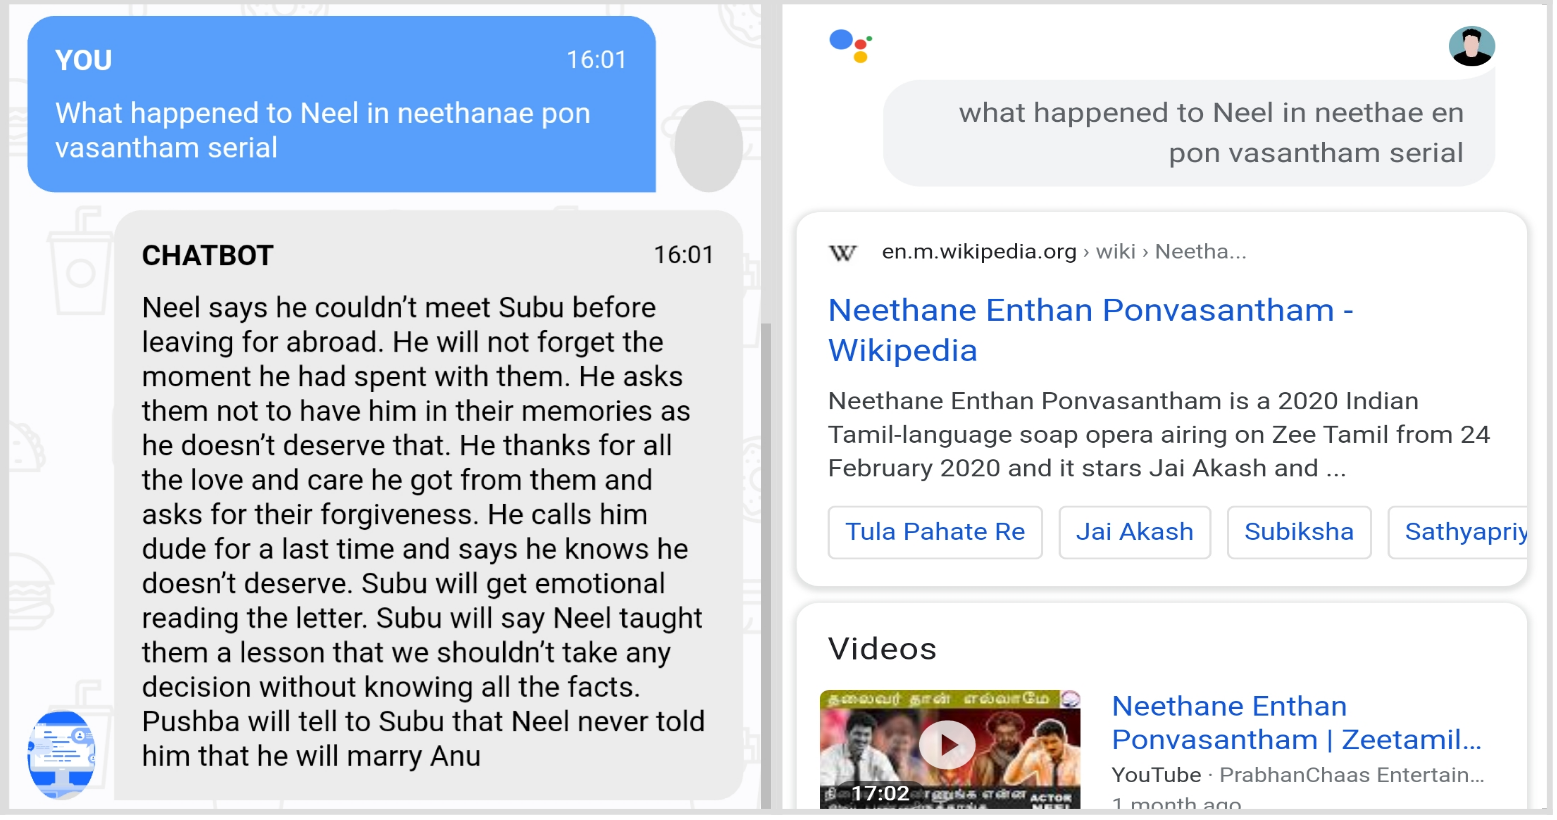 YOU 16:01
What happened to Neel in neethanae pon
vasantham serial
CHATBOT 16:01
Neel says he couldn’t meet Subu before
leaving for abroad. He will not forget the
moment he had spent with them. He asks
them not to have him in their memories as
he doesn’t deserve that. He thanks for all
the love and care he got from them and
asks for their forgiveness. He calls him
dude for a last time and says he knows he
doesn’t deserve. Subu will get emotional
reading the letter. Subu will say Neel taught
them a lesson that we shouldn’t take any
decision without knowing all the facts.
Pushba will tell to Subu that Neel never told
him that he will marry Anu
what happened to Neel in neethae en
pon vasantham serial
W en.m.wikipedia.org › wiki › Neetha...
Neethane Enthan Ponvasantham -
Wikipedia
Neethane Enthan Ponvasantham is a 2020 Indian
Tamil-language soap opera airing on Zee Tamil from 24
February 2020 and it stars Jai Akash and ...
Tula Pahate Re Jai Akash Subiksha Sathyapriy
Videos
தலைவர் தான் எல்லாமே
17:02
ACTOR
Neethane Enthan
Ponvasantham | Zeetamil...
YouTube · PrabhanChaas Entertain...
1 month ago